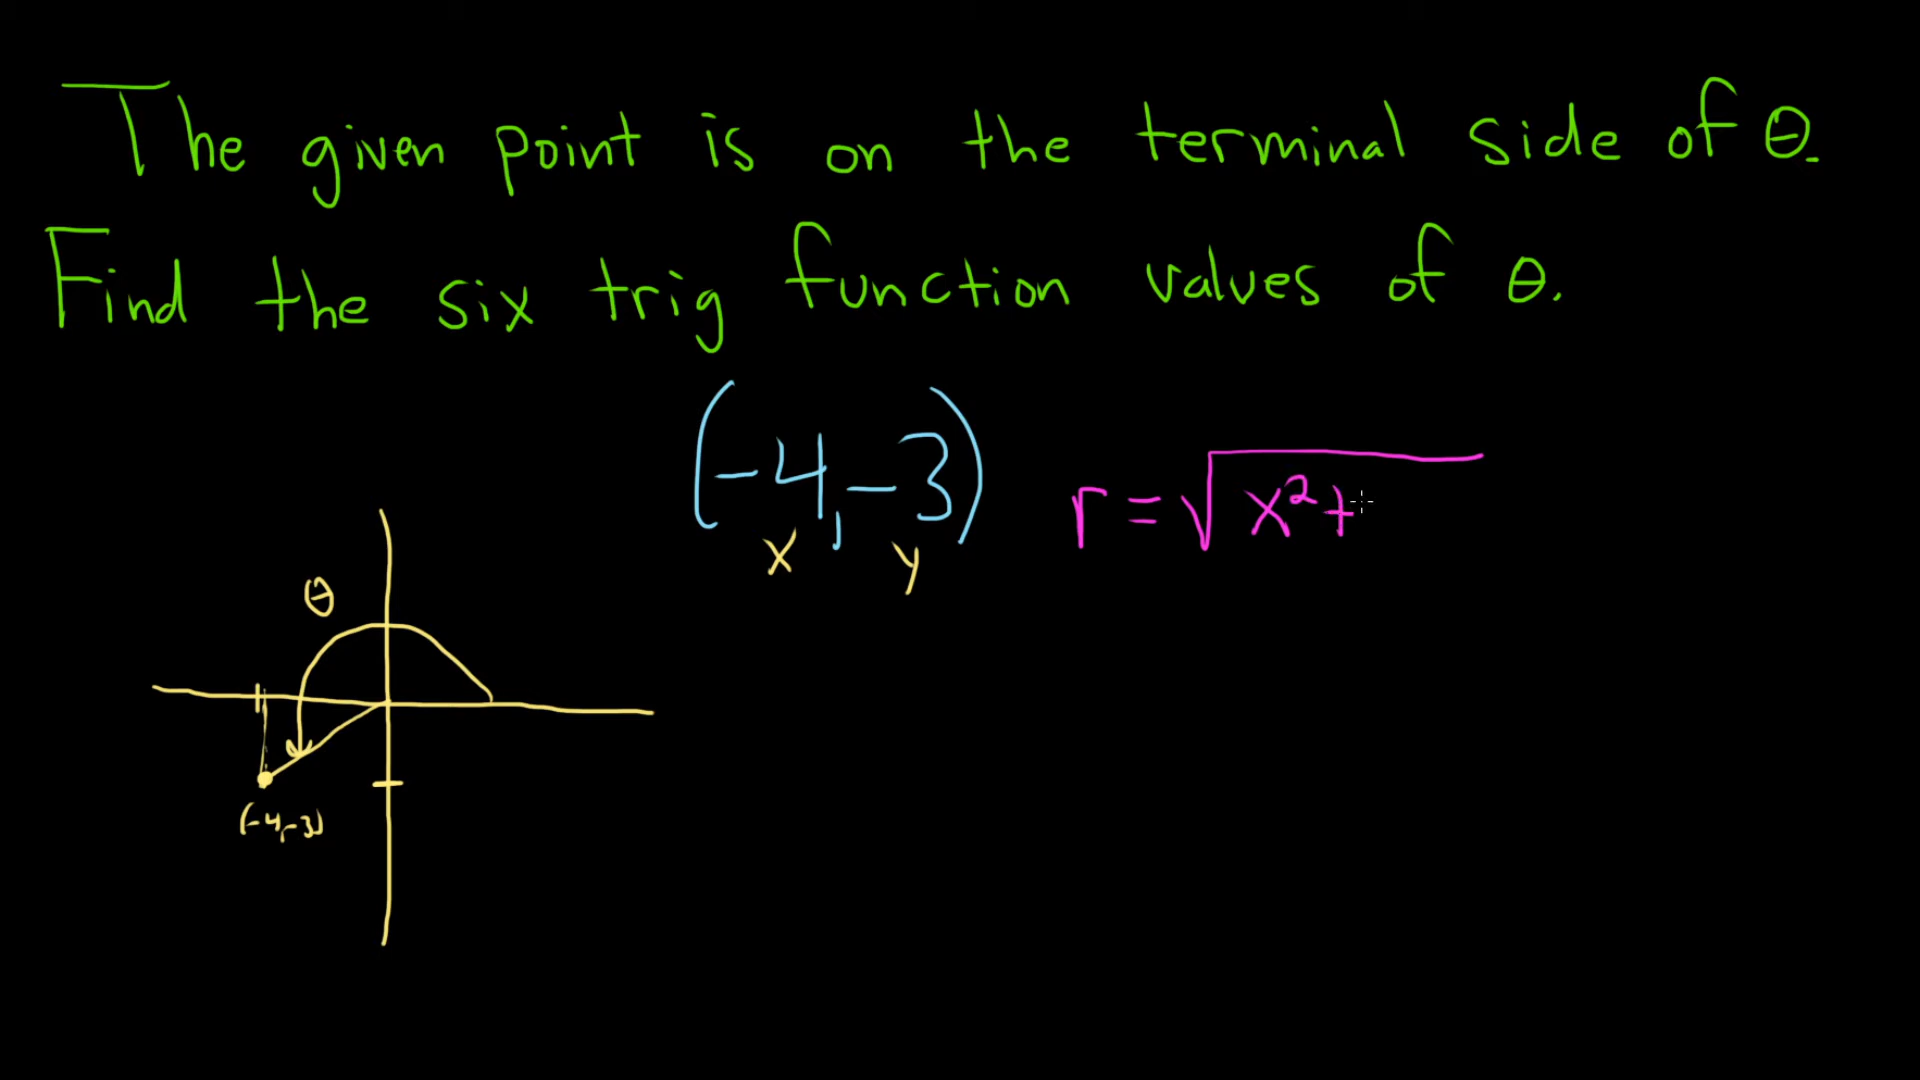 The given point is on the terminal side of θ.
Find the six trig function values of θ.
(-4, -3)
x y
r = √x²+
θ
(-4,-3)